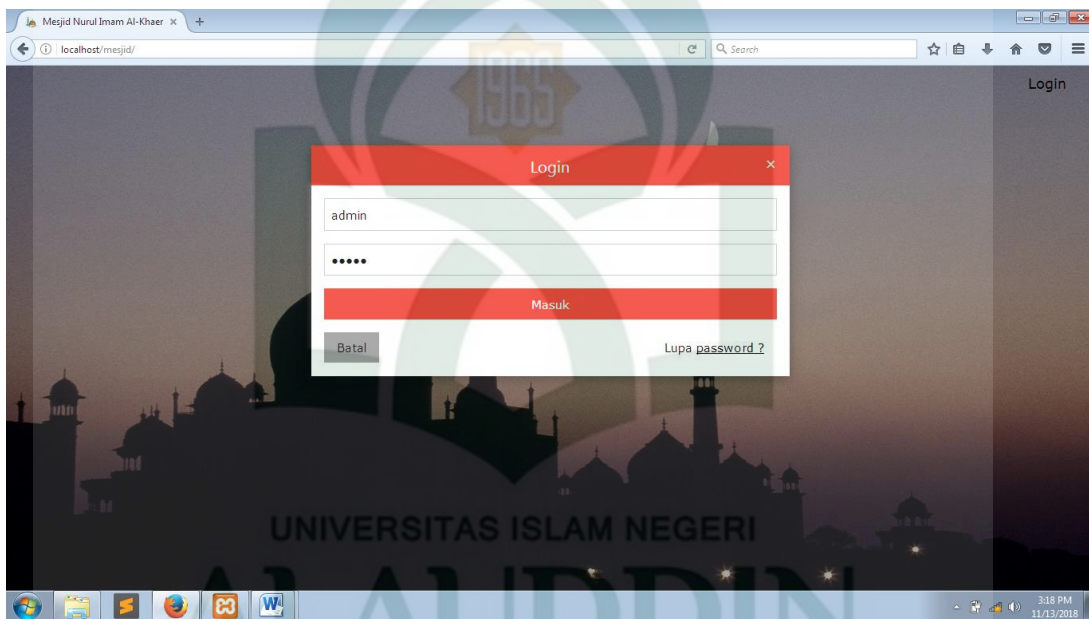 Mesjid Nurul Imam Al-Khaer × +
localhost/mesjid/
Search
Login
1965
Login ×
admin
•••••
Masuk
Batal
Lupa password ?
UNIVERSITAS ISLAM NEGERI
ALAUDDIN
W
3:18 PM
11/13/2018